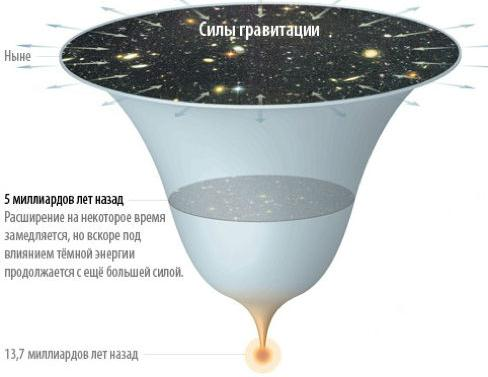 Силы гравитации
Ныне
5 миллиардов лет назад
Расширение на некоторое время
замедляется, но вскоре под
влиянием тёмной энергии
продолжается с ещё большей силой.
13,7 миллиардов лет назад